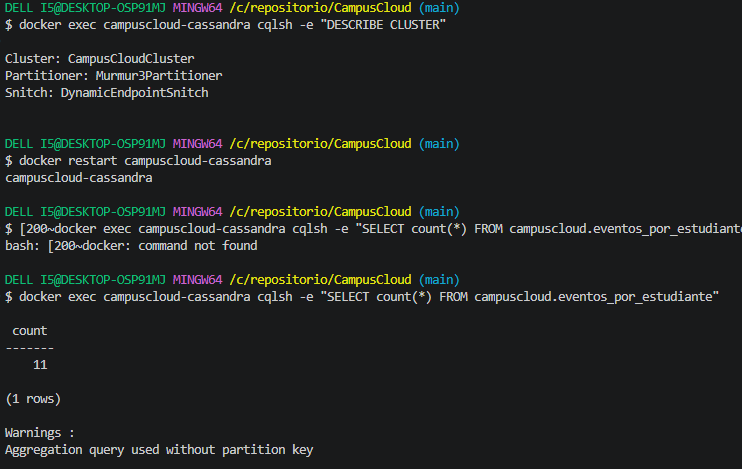 DELL I5@DESKTOP-OSP91MJ MINGW64 /c/repositorio/CampusCloud (main)
$ docker exec campuscloud-cassandra cqlsh -e "DESCRIBE CLUSTER"
Cluster: CampusCloudCluster
Partitioner: Murmur3Partitioner
Snitch: DynamicEndpointSnitch
DELL I5@DESKTOP-OSP91MJ MINGW64 /c/repositorio/CampusCloud (main)
$ docker restart campuscloud-cassandra
campuscloud-cassandra
DELL I5@DESKTOP-OSP91MJ MINGW64 /c/repositorio/CampusCloud (main)
$ [200~docker exec campuscloud-cassandra cqlsh -e "SELECT count(*) FROM campuscloud.eventos_por_estudiante
bash: [200~docker: command not found
DELL I5@DESKTOP-OSP91MJ MINGW64 /c/repositorio/CampusCloud (main)
$ docker exec campuscloud-cassandra cqlsh -e "SELECT count(*) FROM campuscloud.eventos_por_estudiante"
count
-------
11
(1 rows)
Warnings :
Aggregation query used without partition key